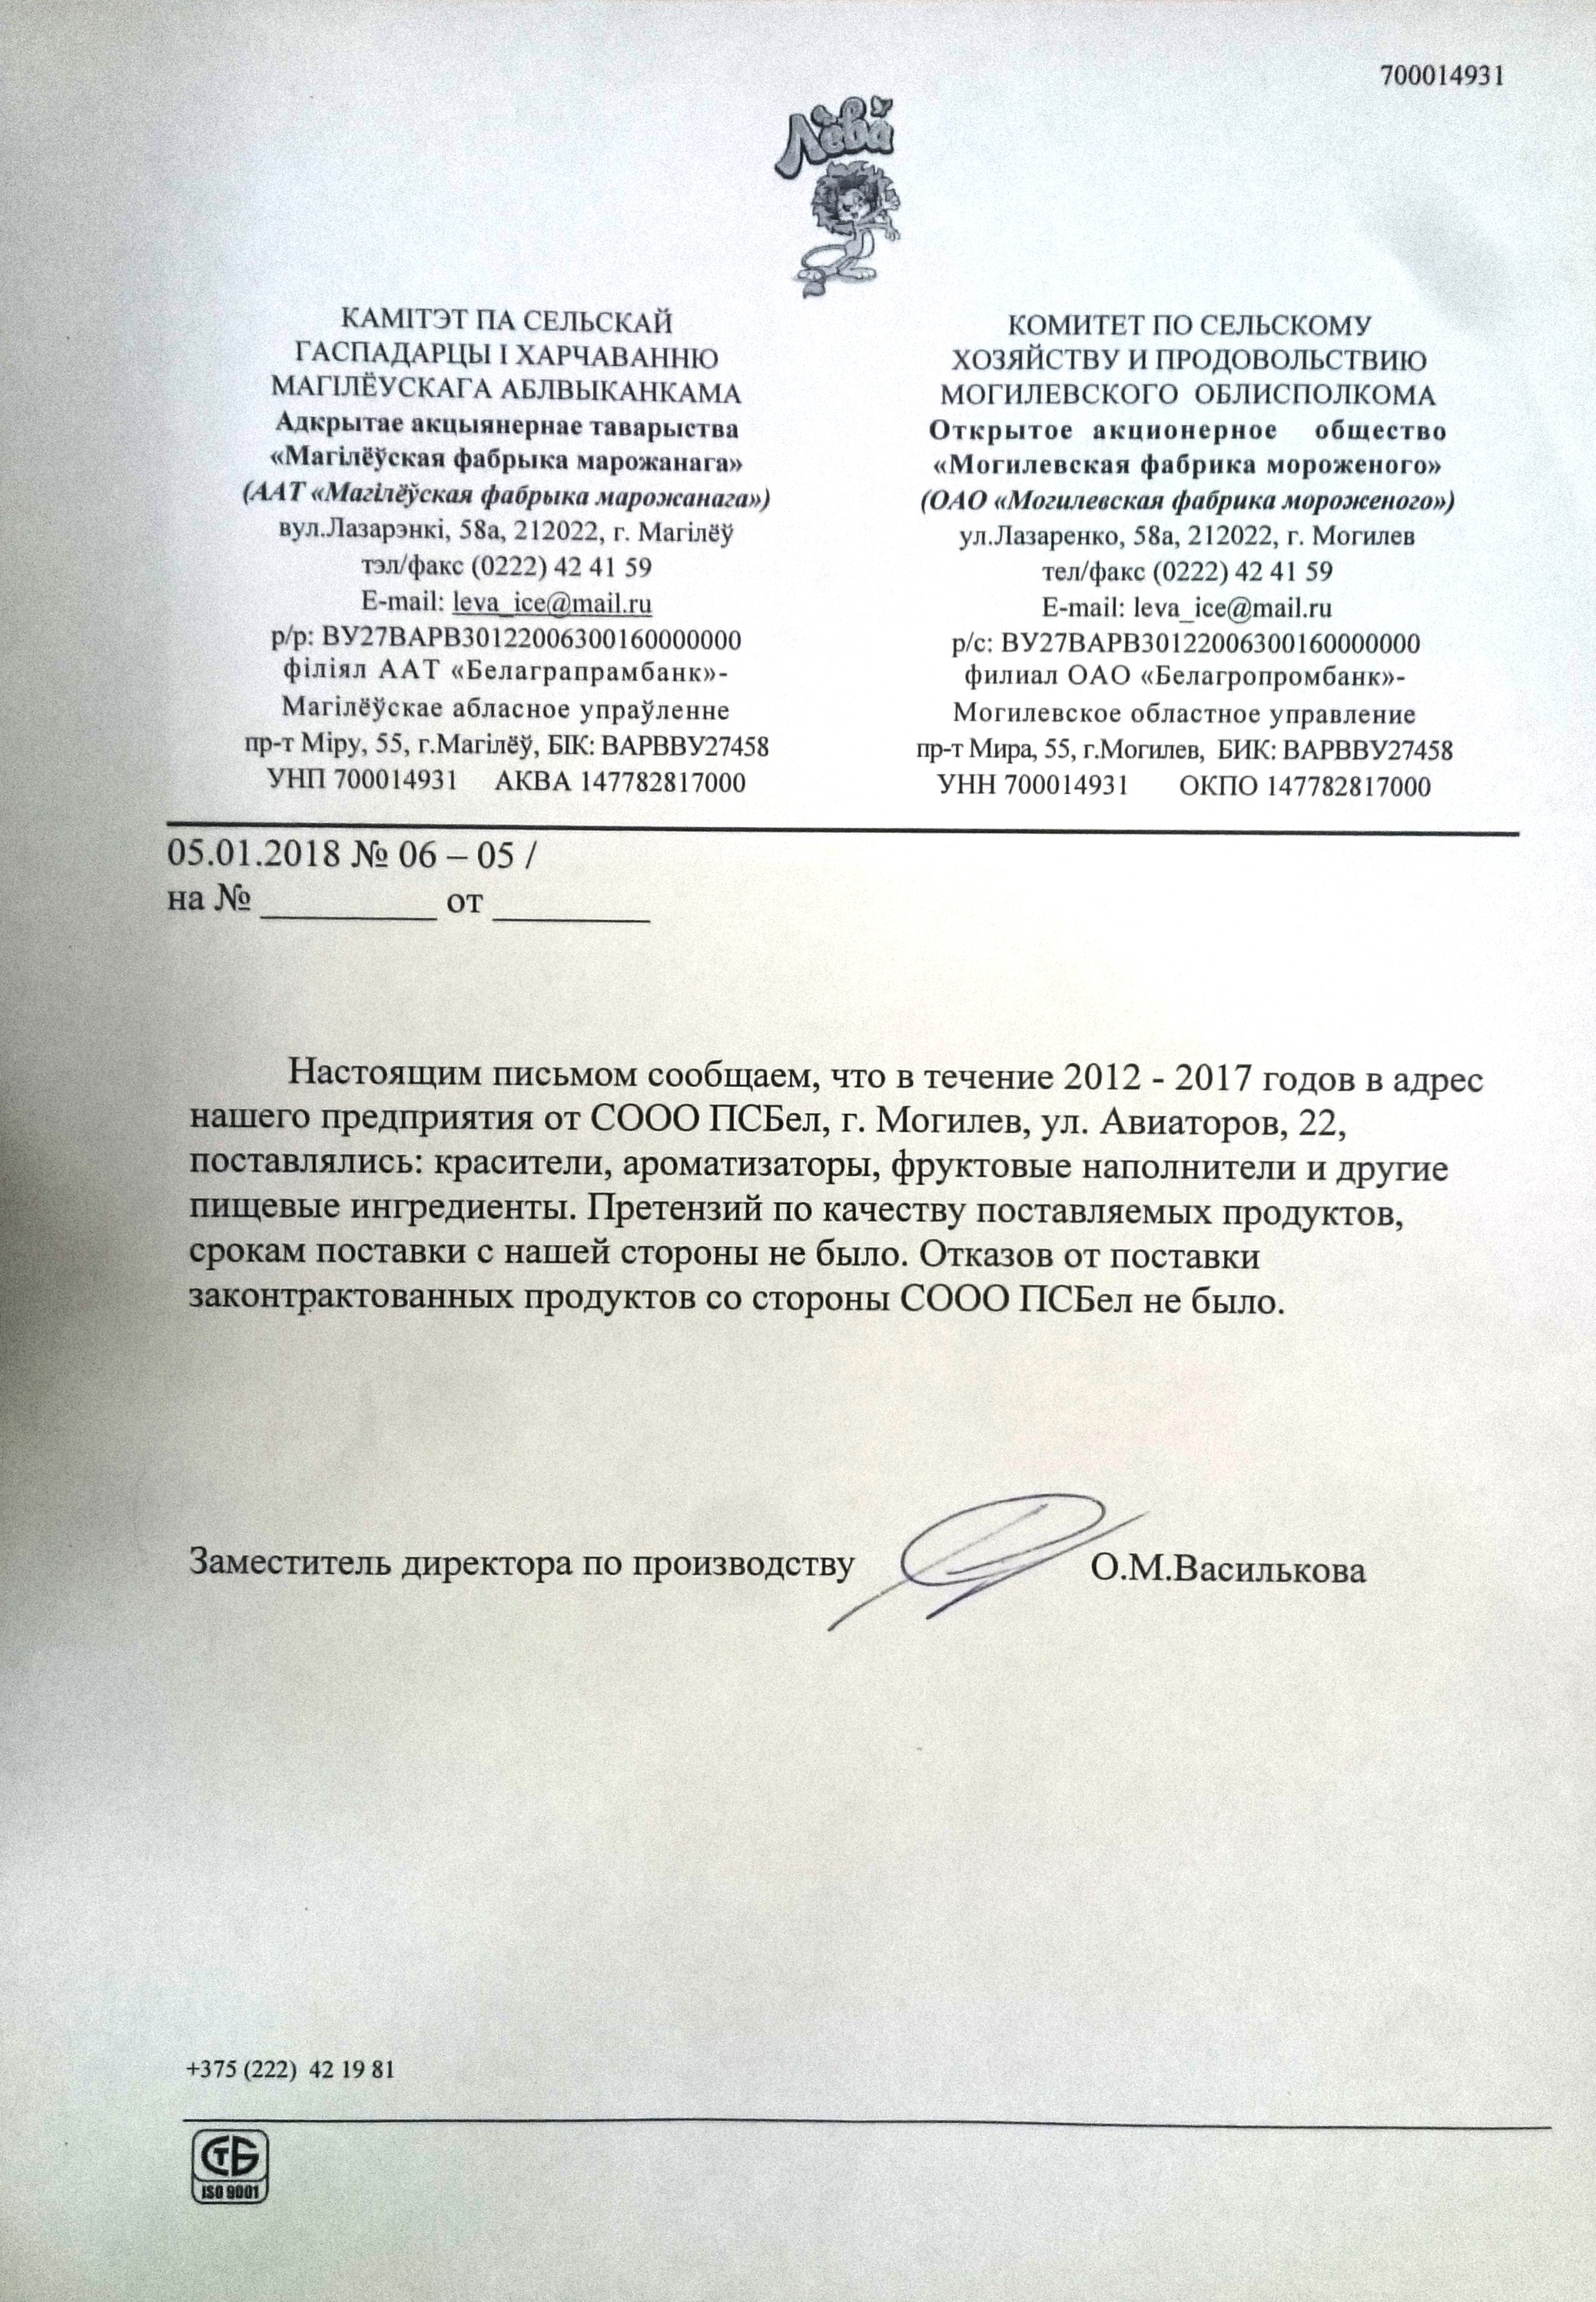 700014931
Лёва
КАМІТЭТ ПА СЕЛЬСКАЙ
ГАСПАДАРЦЫ І ХАРЧАВАННЮ
МАГІЛЁУСКАГА АБЛВЫКАНКАМА
Адкрытае акцыянернае таварыства
«Магілёўская фабрыка марожанага»
(ААТ «Магілёўская фабрыка марожанага»)
вул.Лазарэнкі, 58а, 212022, г. Магілёў
тэл/факс (0222) 42 41 59
E-mail: leva_ice@mail.ru
р/р: ВУ27ВАРВ30122006300160000000
філіял ААТ «Белаграпрамбанк»-
Магілёўскае абласное упраўленне
пр-т Міру, 55, г.Магілёў, БІК: ВАРВВУ27458
УНП 700014931 АКВА 147782817000
КОМИТЕТ ПО СЕЛЬСКОМУ
ХОЗЯЙСТВУ И ПРОДОВОЛЬСТВИЮ
МОГИЛЕВСКОГО ОБЛИСПОЛКОМА
Открытое акционерное общество
«Могилевская фабрика мороженого»
(ОАО «Могилевская фабрика мороженого»)
ул.Лазаренко, 58а, 212022, г. Могилев
тел/факс (0222) 42 41 59
E-mail: leva_ice@mail.ru
р/с: ВУ27ВАРВ30122006300160000000
филиал ОАО «Белагропромбанк»-
Могилевское областное управление
пр-т Мира, 55, г.Могилев, БИК: ВАРВВУ27458
УНН 700014931 ОКПО 147782817000
05.01.2018 № 06 – 05 /
на № __________ от _________
Настоящим письмом сообщаем, что в течение 2012 - 2017 годов в адрес
нашего предприятия от СООО ПСБел, г. Могилев, ул. Авиаторов, 22,
поставлялись: красители, ароматизаторы, фруктовые наполнители и другие
пищевые ингредиенты. Претензий по качеству поставляемых продуктов,
срокам поставки с нашей стороны не было. Отказов от поставки
законтрактованных продуктов со стороны СООО ПСБел не было.
Заместитель директора по производству О.М.Василькова
+375 (222) 42 19 81
СТБ
ISO 9001